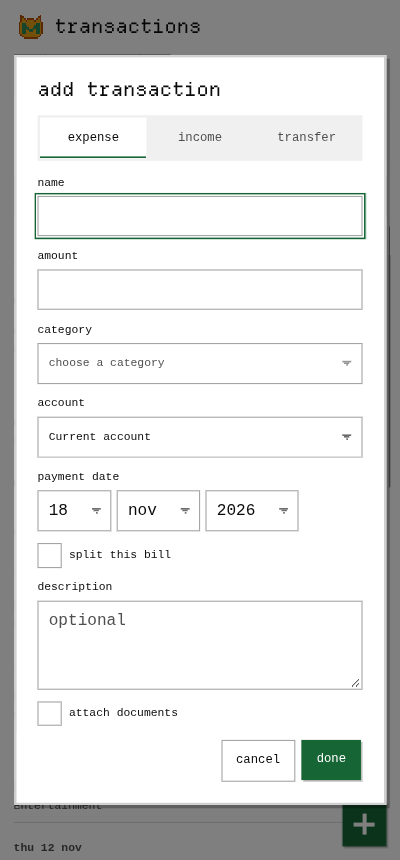 transactions
add transaction
expense income transfer
name
amount
category
choose a category
account
Current account
payment date
18 nov 2026
split this bill
description
optional
attach documents
cancel done
Entertainment
thu 12 nov